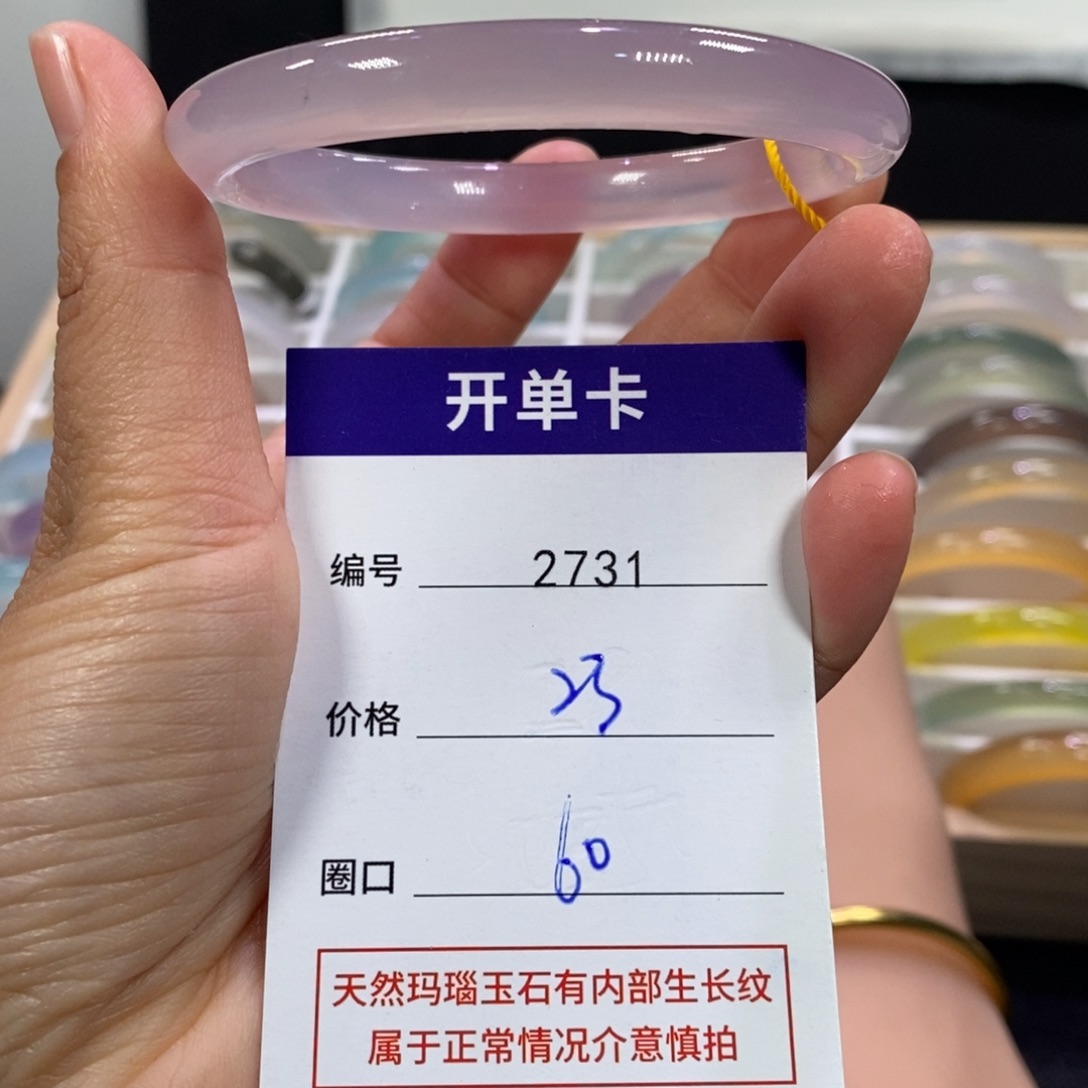 开单卡
编号 2731
价格 23
圈口 60
天然玛瑙玉石有内部生长纹
属于正常情况介意慎拍